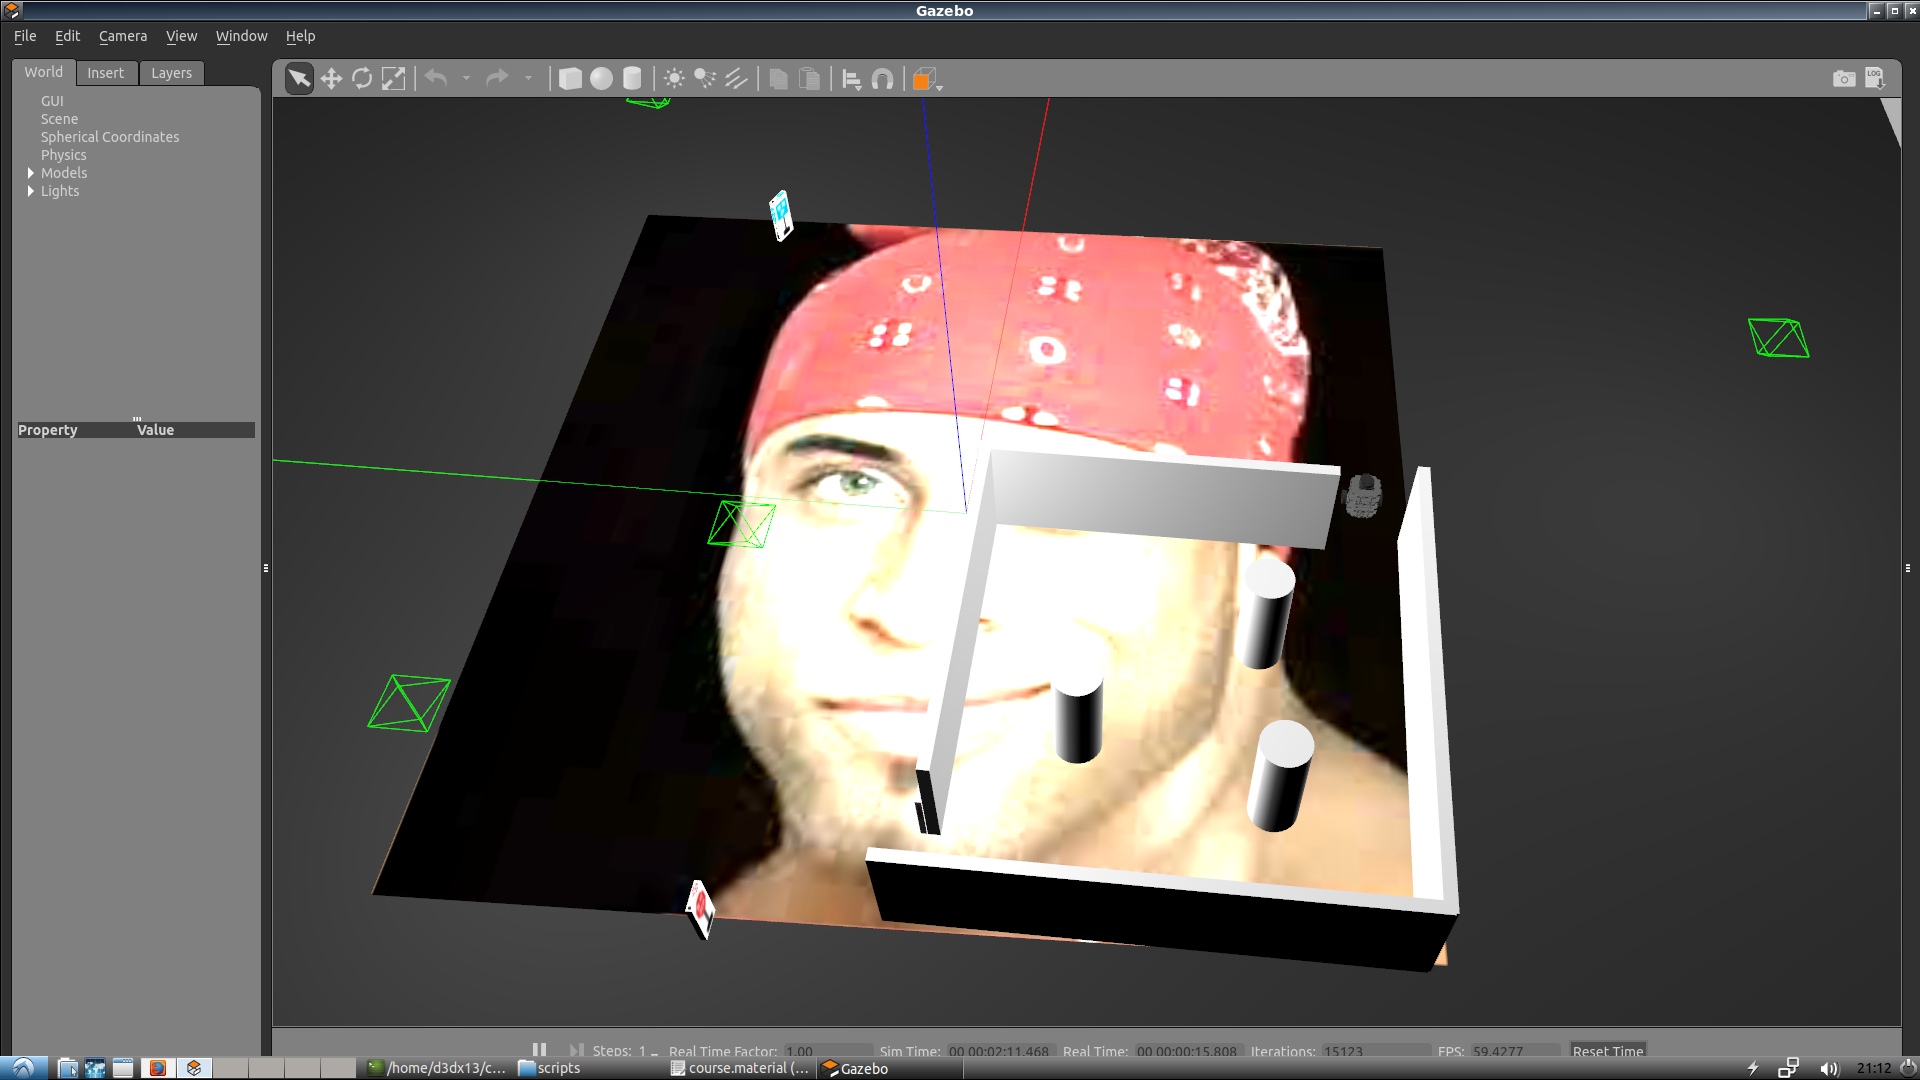 Gazebo
File Edit Camera View Window Help
World Insert Layers
LOG
GUI
Scene
Spherical Coordinates
Physics
Models
Lights
Property Value
Steps: 1 Real Time Factor: 1.00 Sim Time: 00 00:02:11.468 Real Time: 00 00:00:15.808 Iterations: 15123 FPS: 59.4277 Reset Time
/home/d3dx13/c... scripts course.material (... Gazebo 21:12